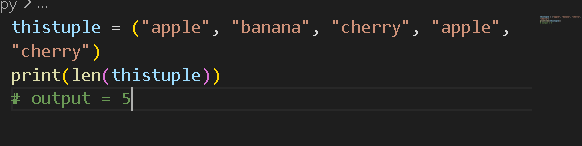 py > ...
thistuple = ("apple", "banana", "cherry", "apple",
"cherry")
print(len(thistuple))
# output = 5